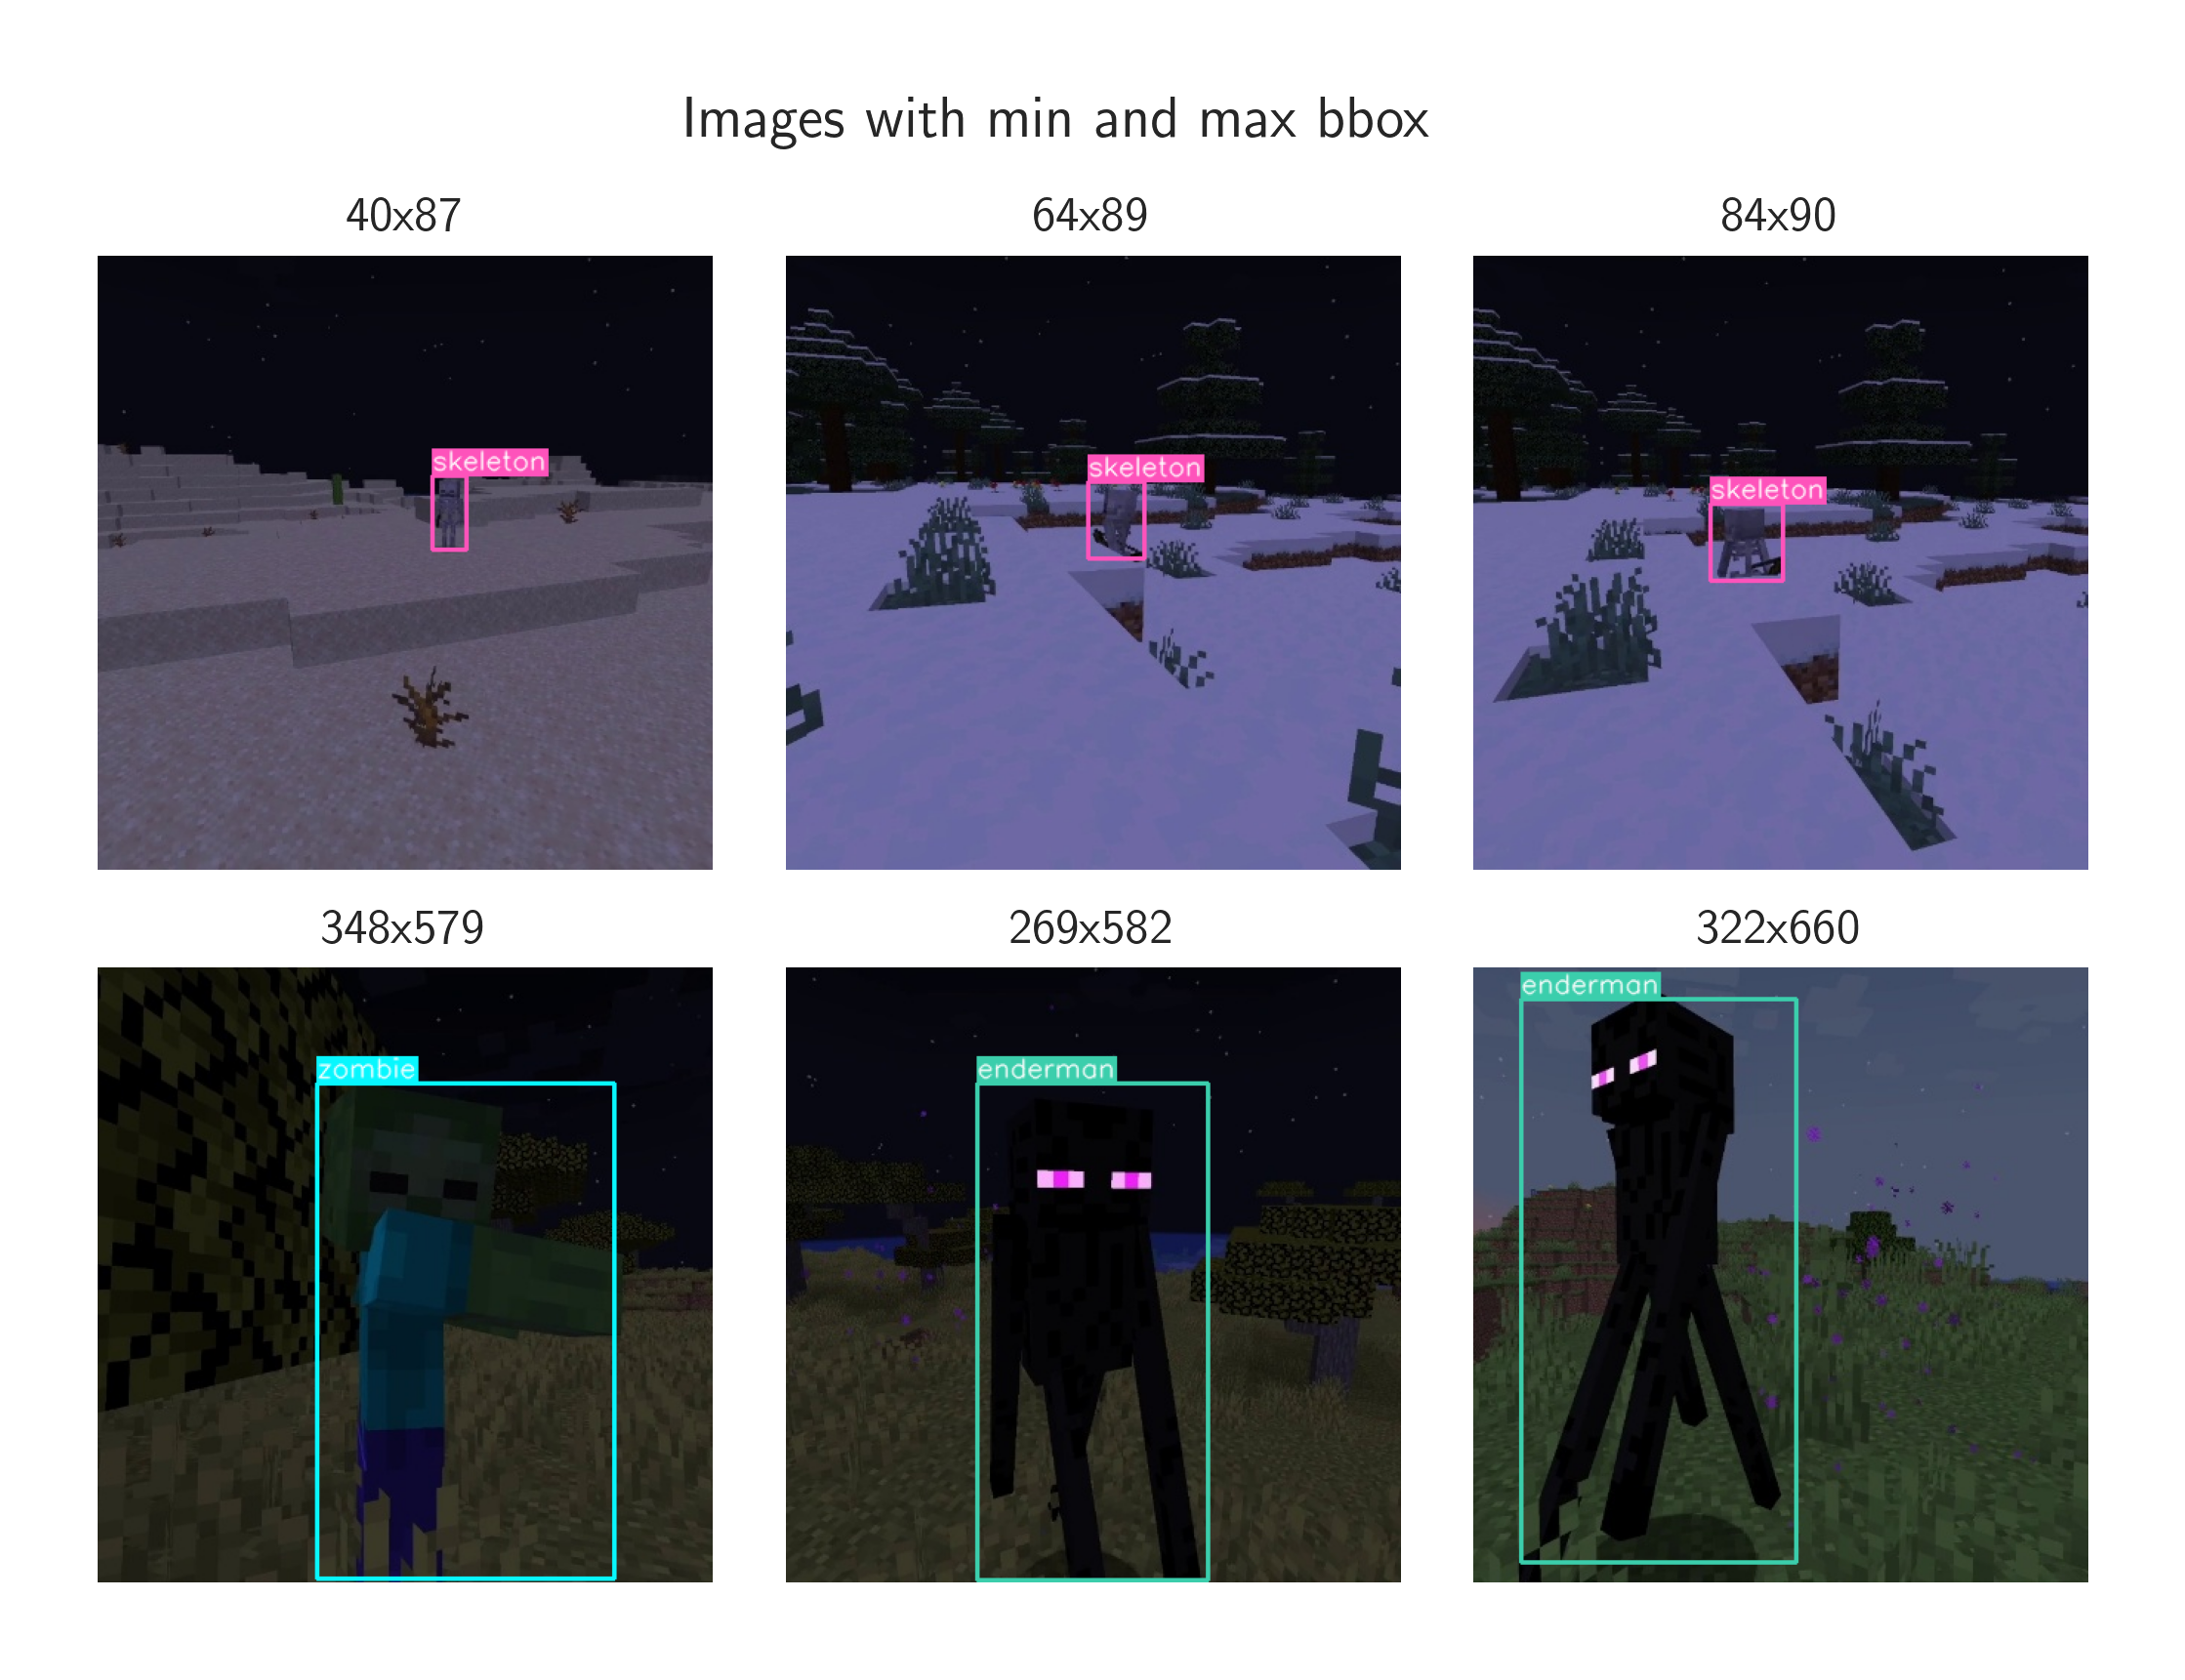 Images with min and max bbox
40x87
64x89
84x90
skeleton
skeleton
skeleton
348x579
269x582
322x660
zombie
enderman
enderman